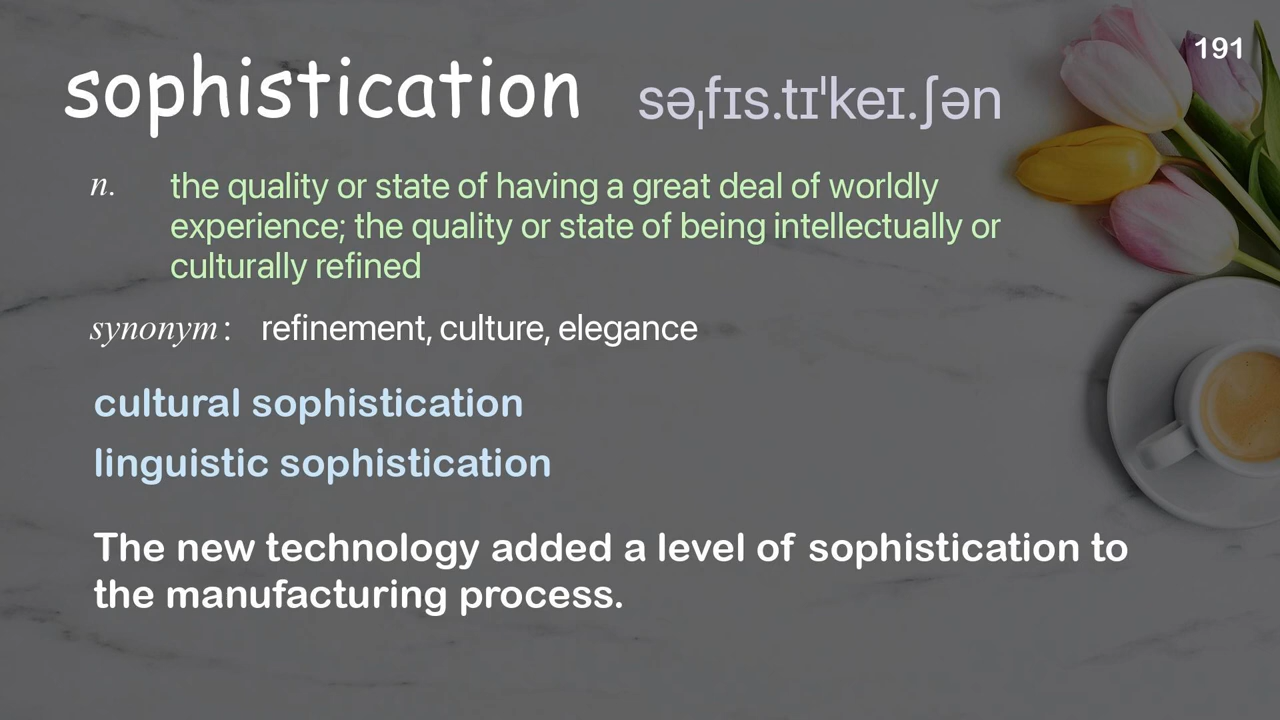 191
sophistication səˌfɪs.tɪˈkeɪ.ʃən
n. the quality or state of having a great deal of worldly
experience; the quality or state of being intellectually or
culturally refined
synonym: refinement, culture, elegance
cultural sophistication
linguistic sophistication
The new technology added a level of sophistication to
the manufacturing process.